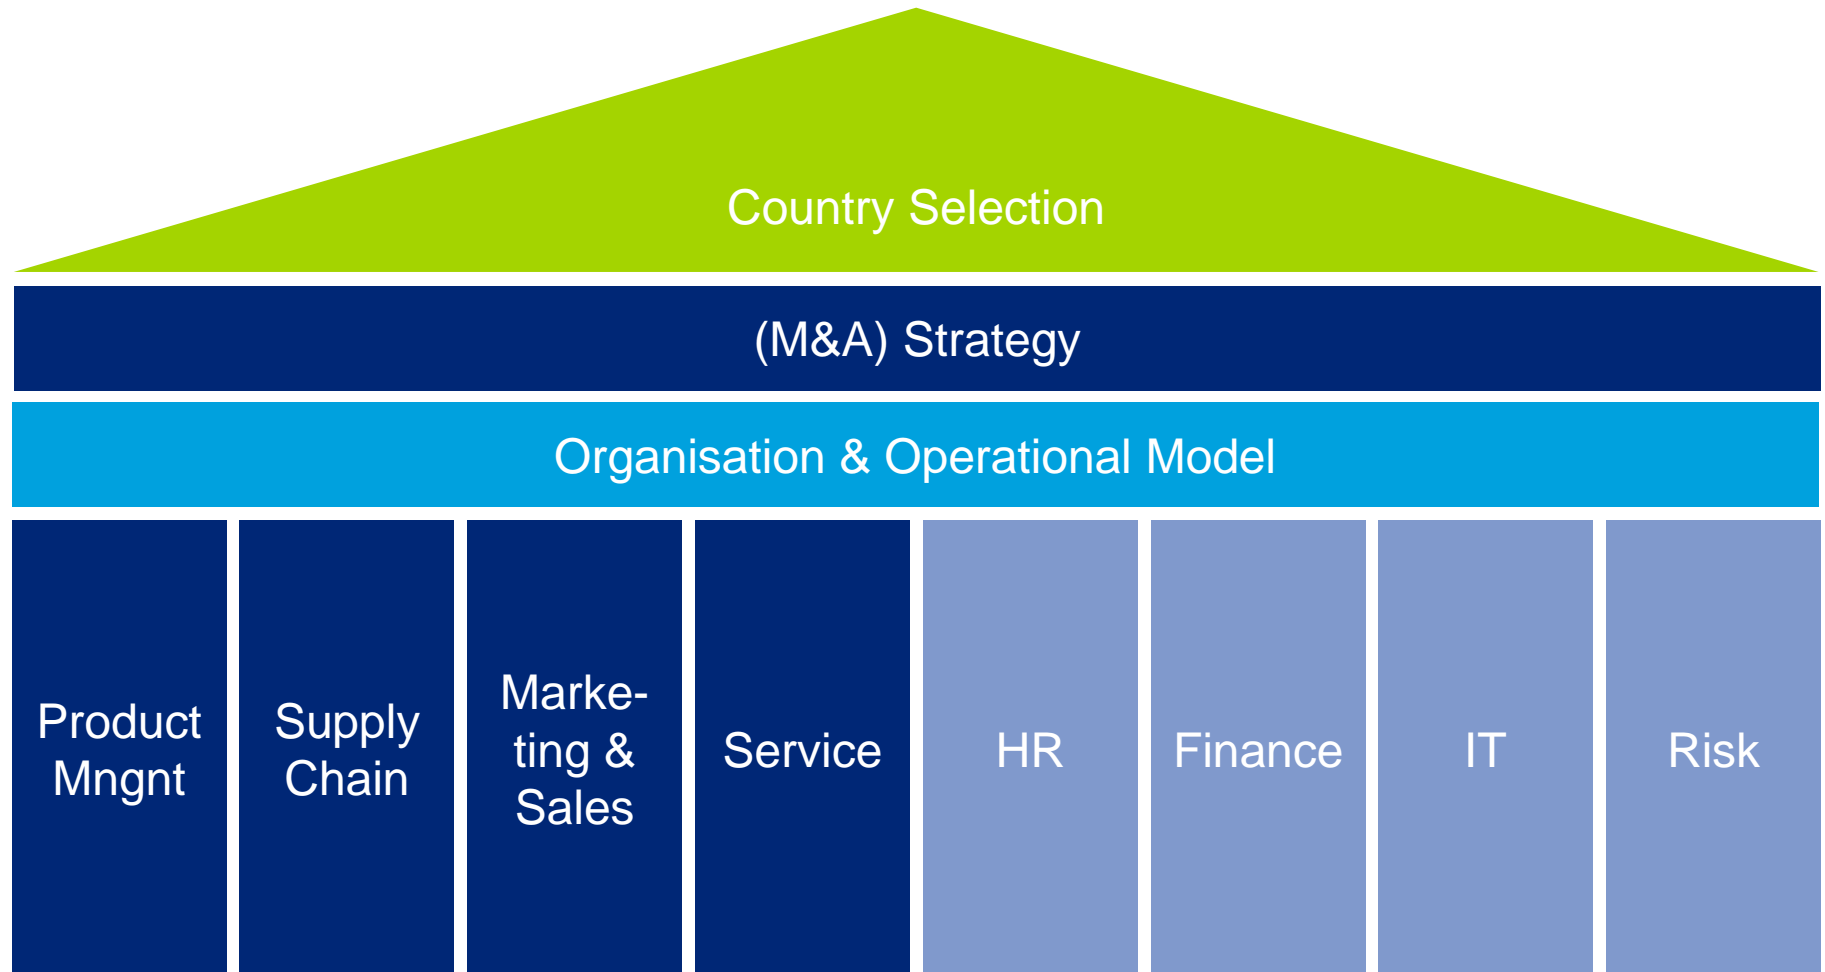 Country Selection
(M&A) Strategy
Organisation & Operational Model
Product
Mngnt
Supply
Chain
Marke-
ting &
Sales
Service
HR
Finance
IT
Risk